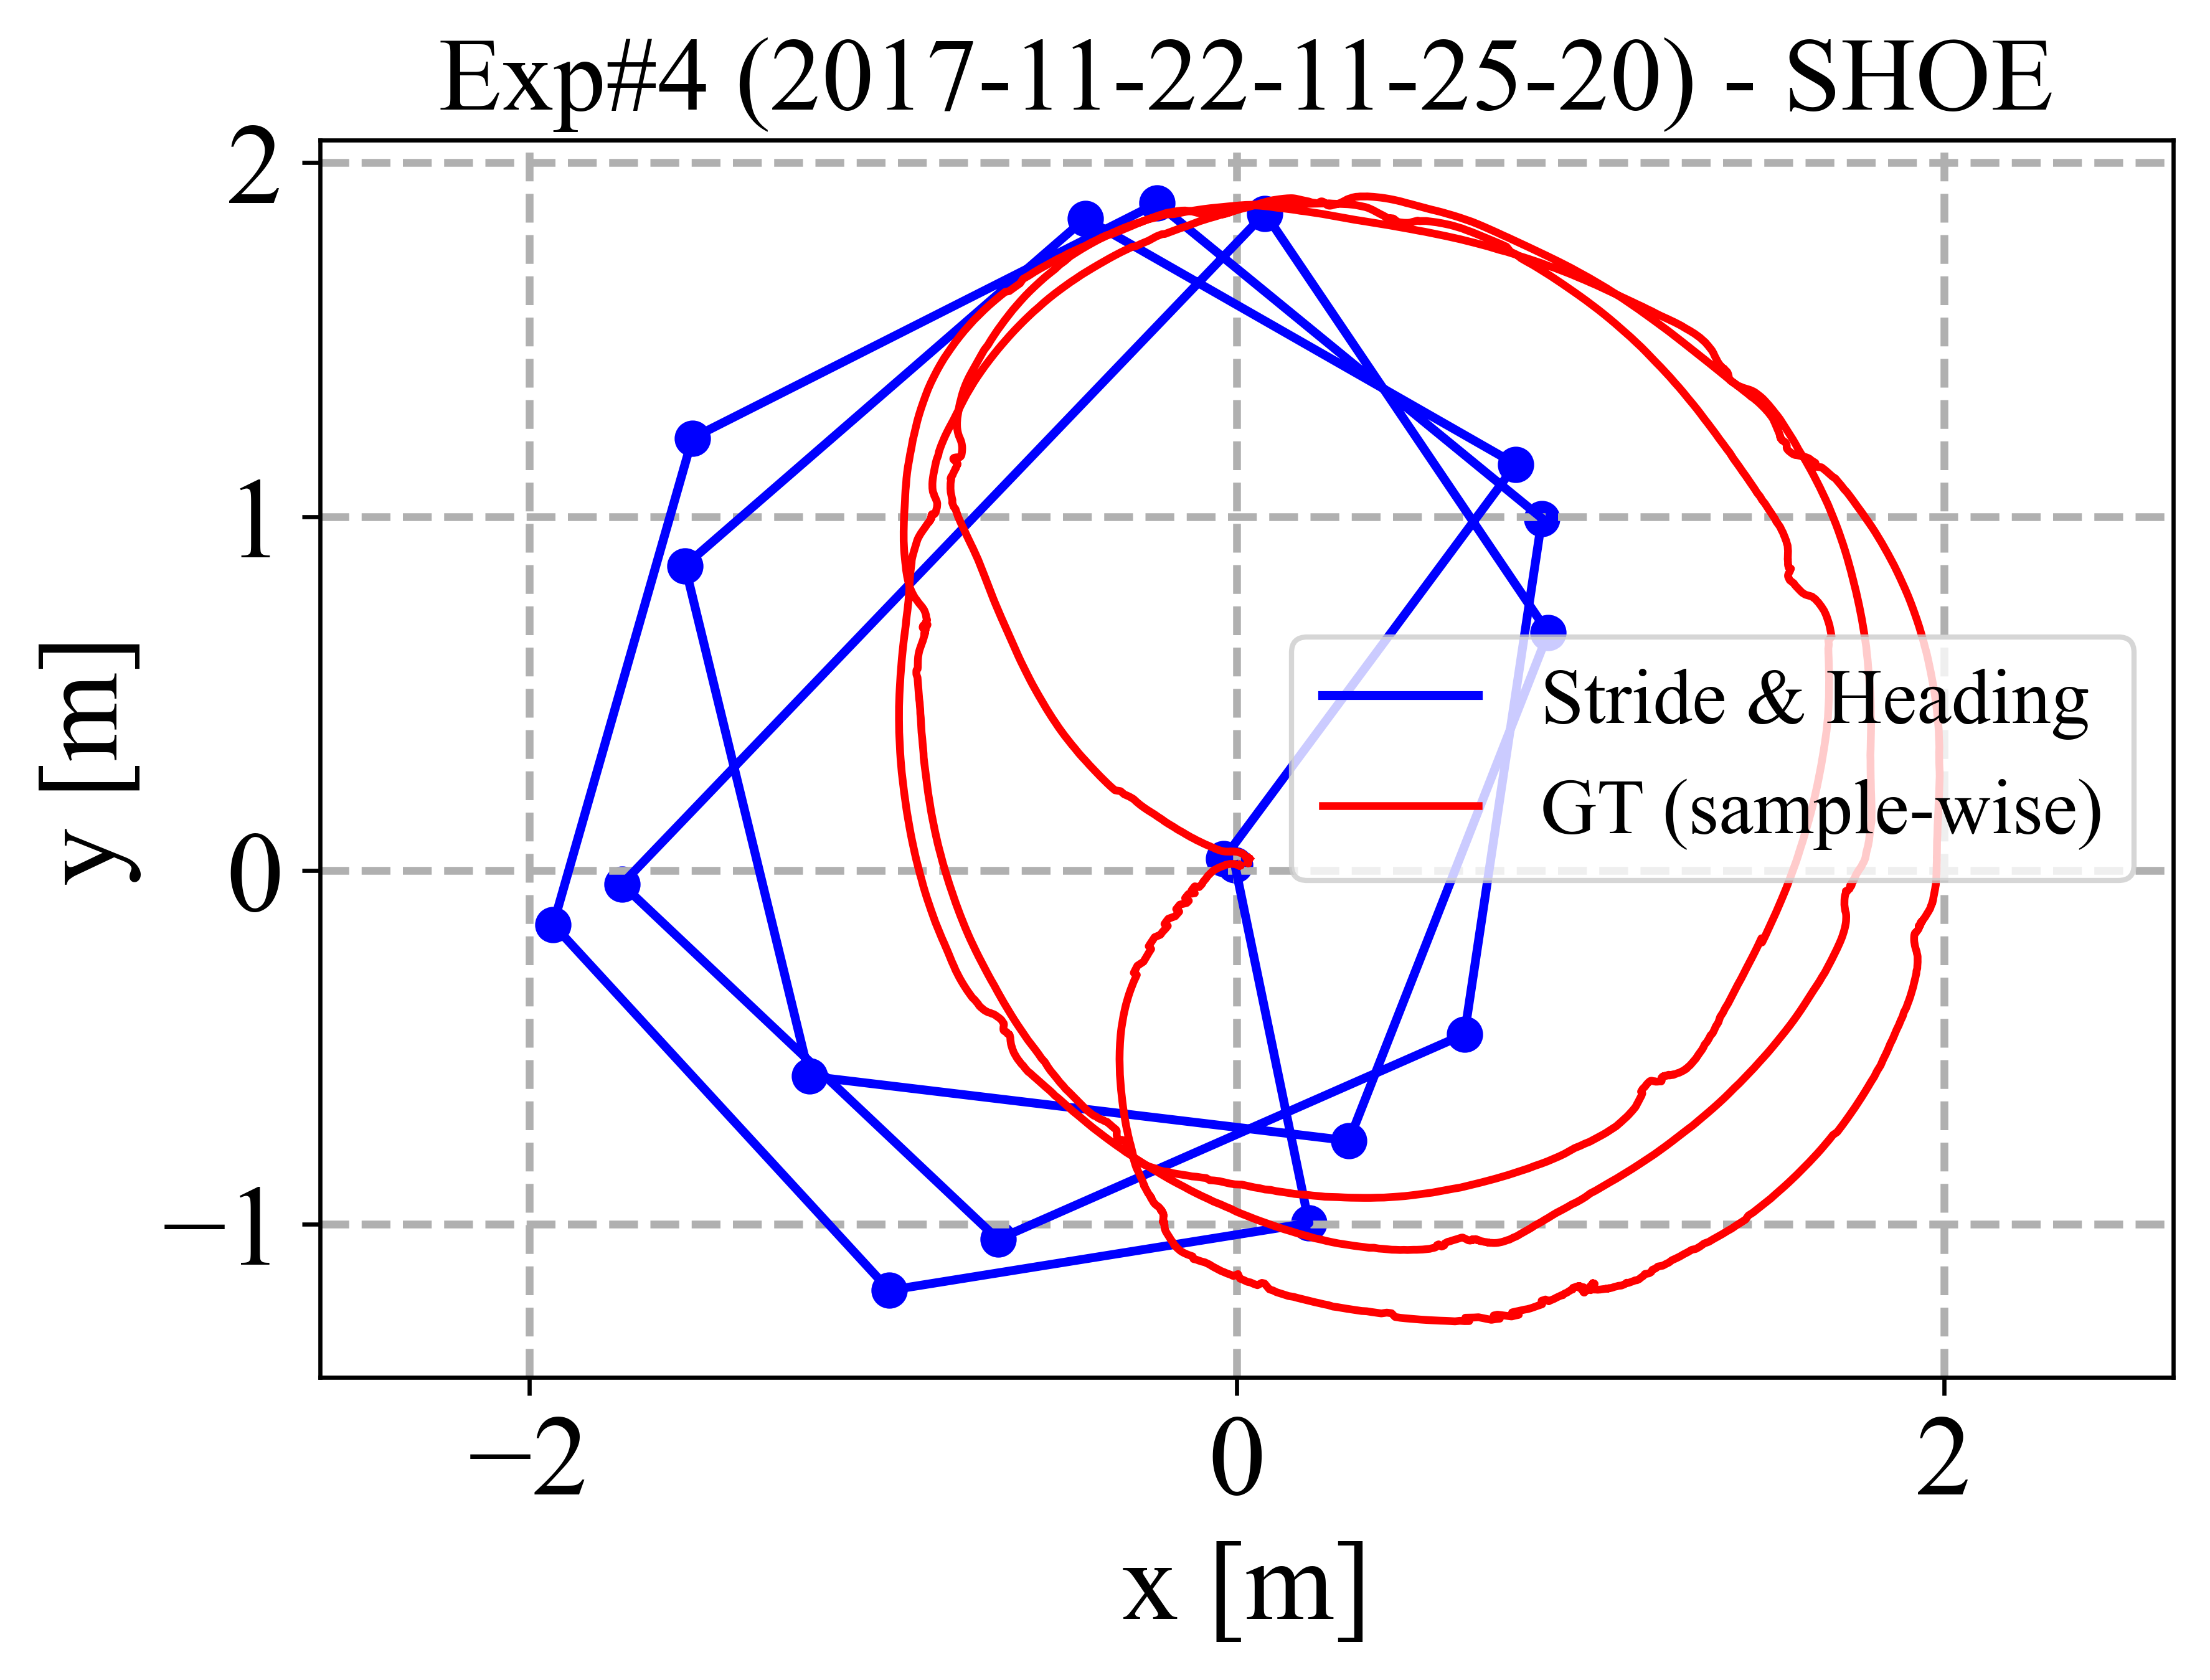 Exp#4 (2017-11-22-11-25-20) - SHOE
2
1
0
−1
y [m]
Stride & Heading
GT (sample-wise)
−2
0
2
x [m]